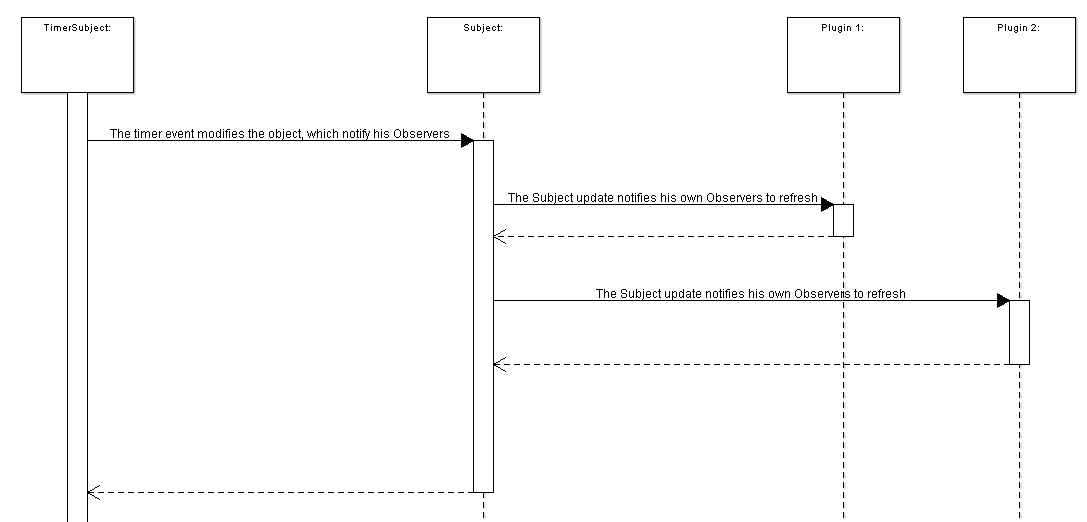 TimerSubject:
Subject:
Plugin 1:
Plugin 2:
The timer event modifies the object, which notify his Observers
The Subject update notifies his own Observers to refresh
The Subject update notifies his own Observers to refresh